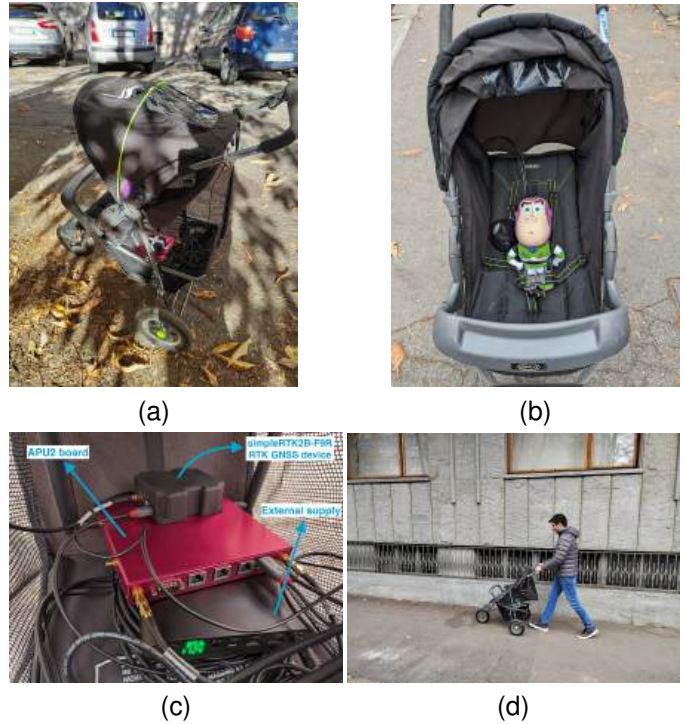 (a)
(b)
APU2 board
simpleRTK2B-F9R
RTK GNSS device
External supply
(c)
(d)